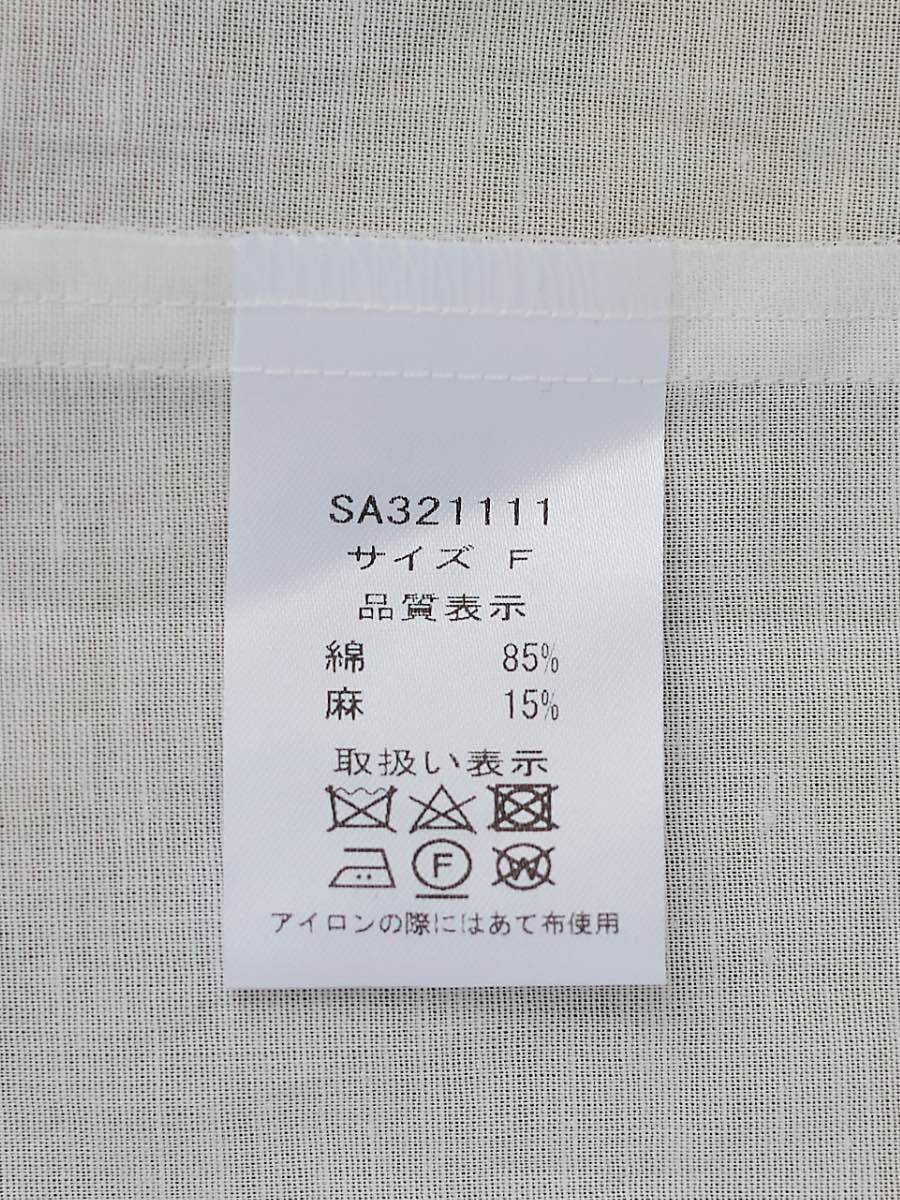 SA321111
サイズ F
品質表示
綿 85%
麻 15%
取扱い表示
F W
アイロンの際にはあて布使用